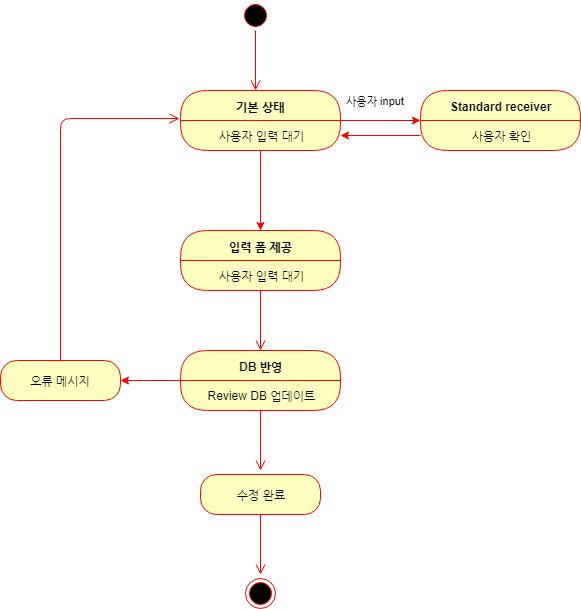 기본 상태
사용자 입력 대기
사용자 input
Standard receiver
사용자 확인
입력 폼 제공
사용자 입력 대기
DB 반영
Review DB 업데이트
오류 메시지
수정 완료